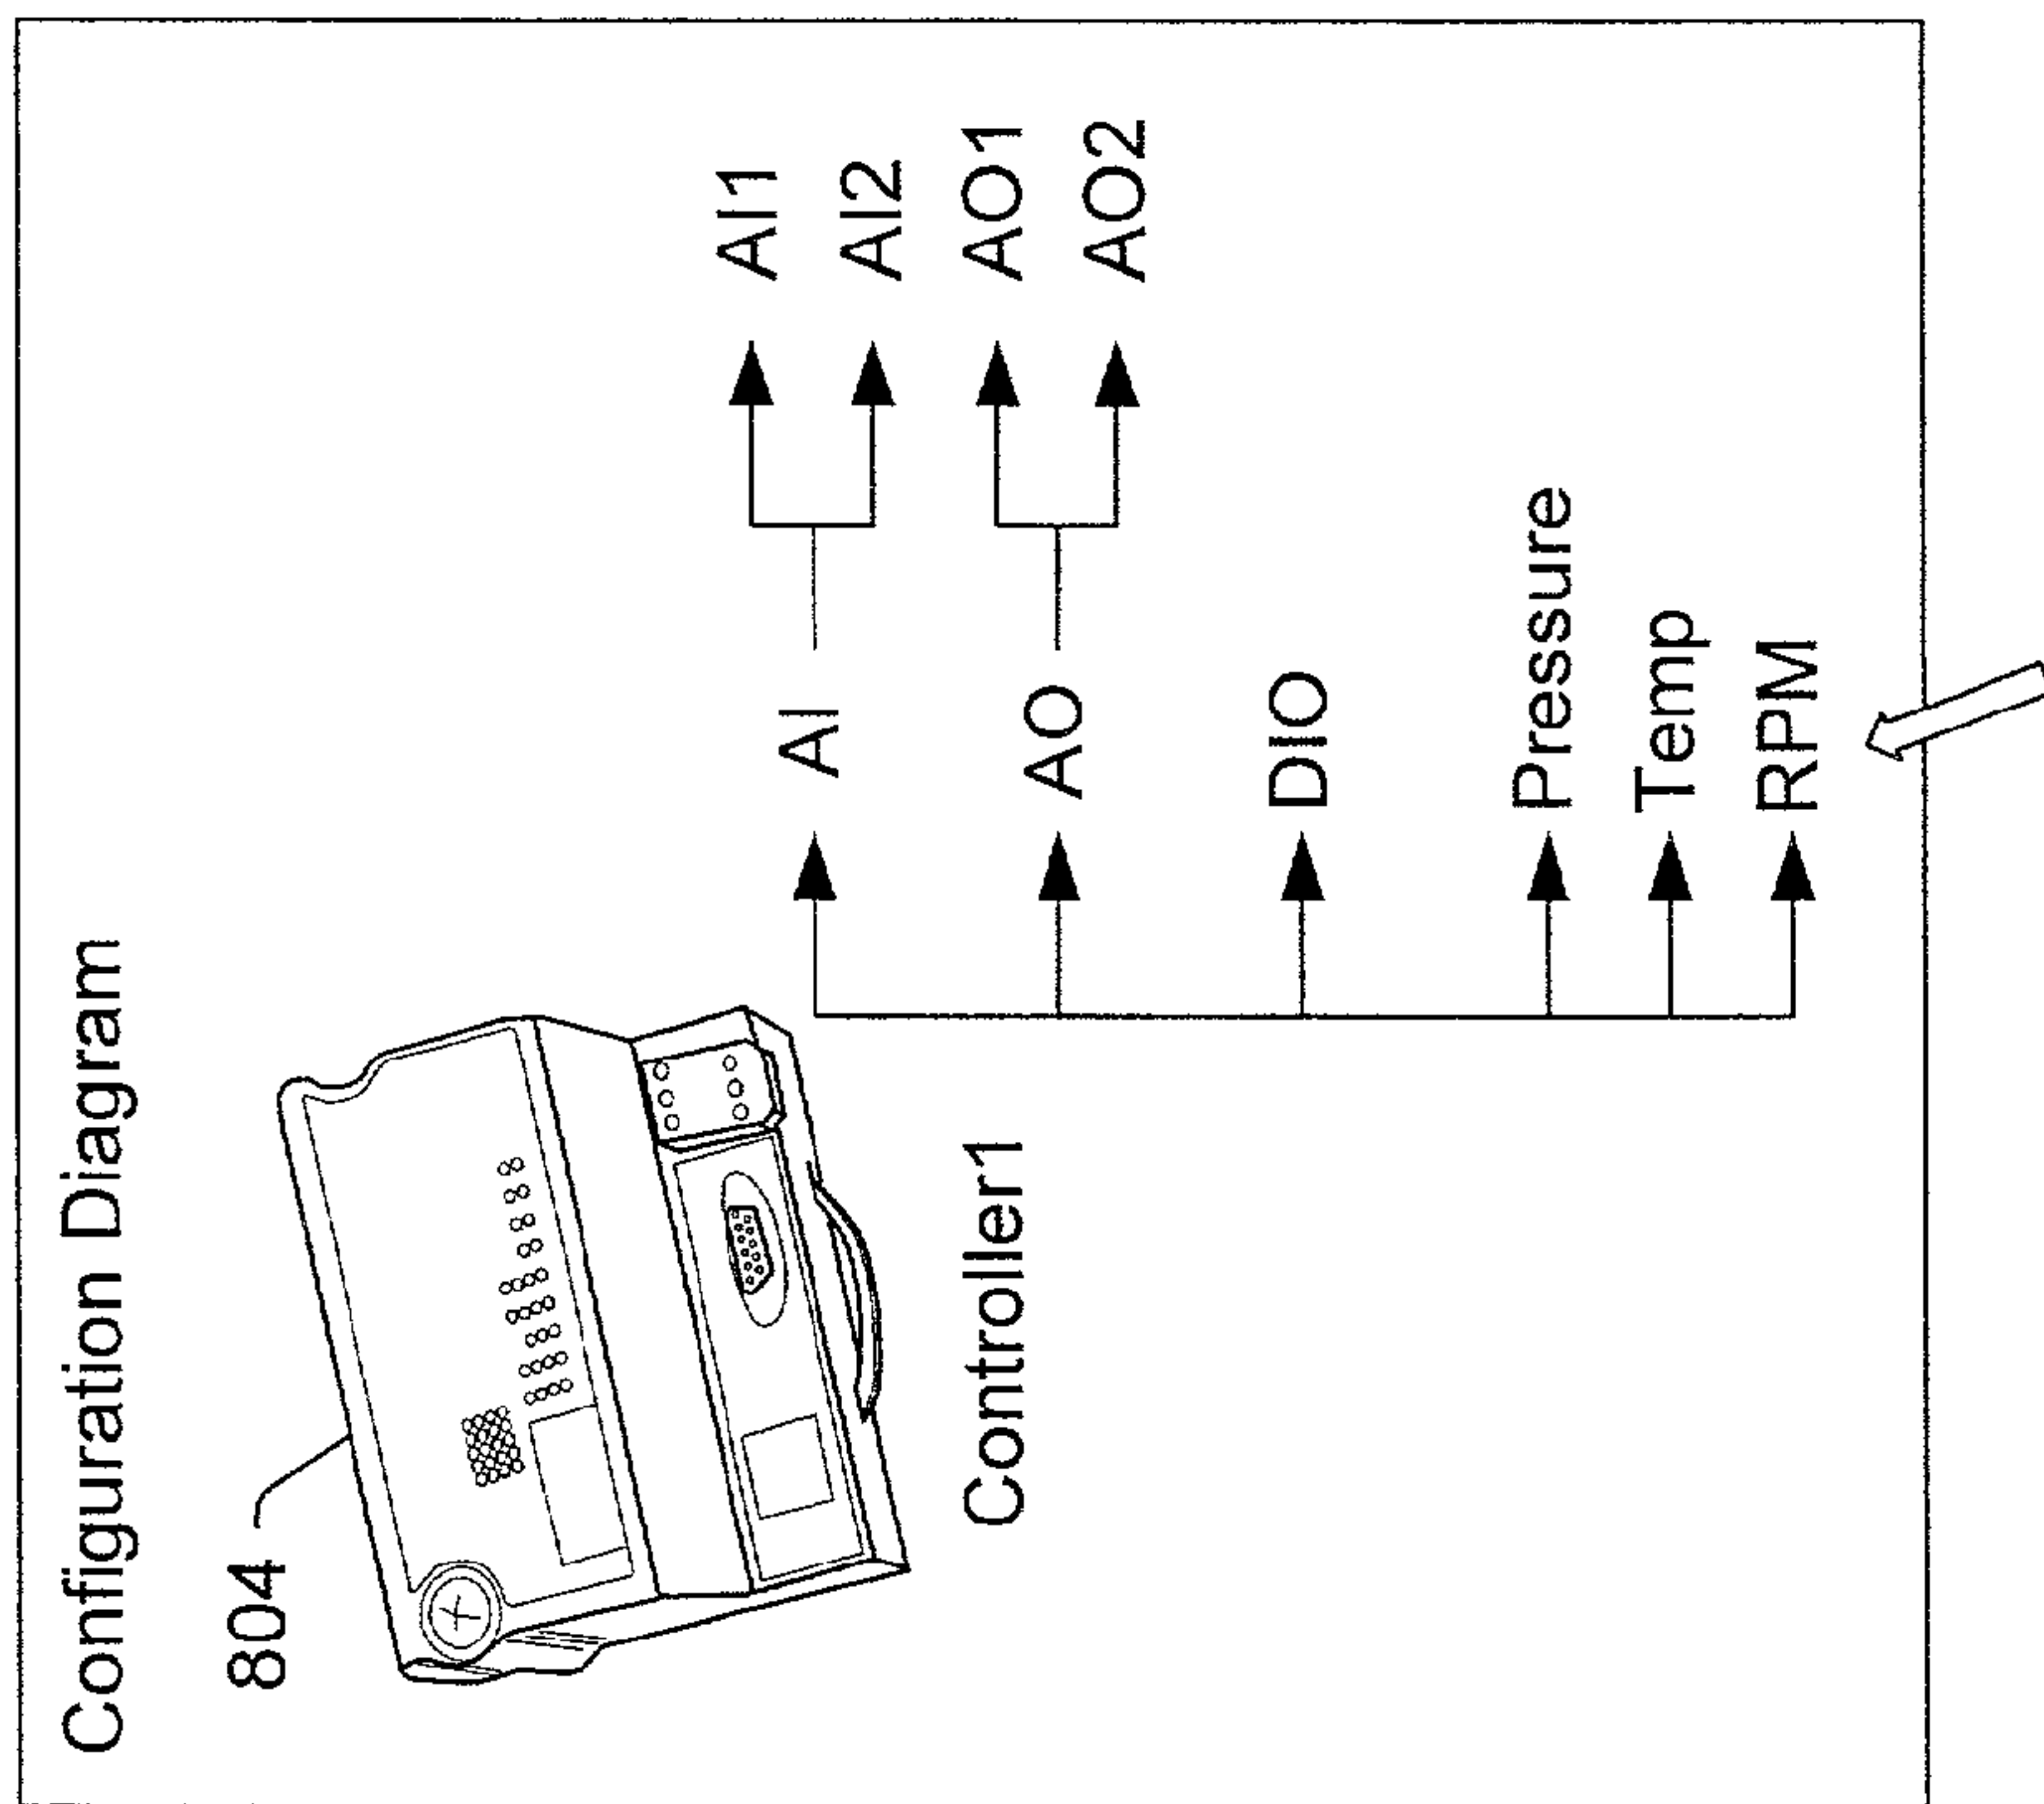 Configuration Diagram
804
Controller1
AI
AI1
AI2
AO
AO1
AO2
DIO
Pressure
Temp
RPM